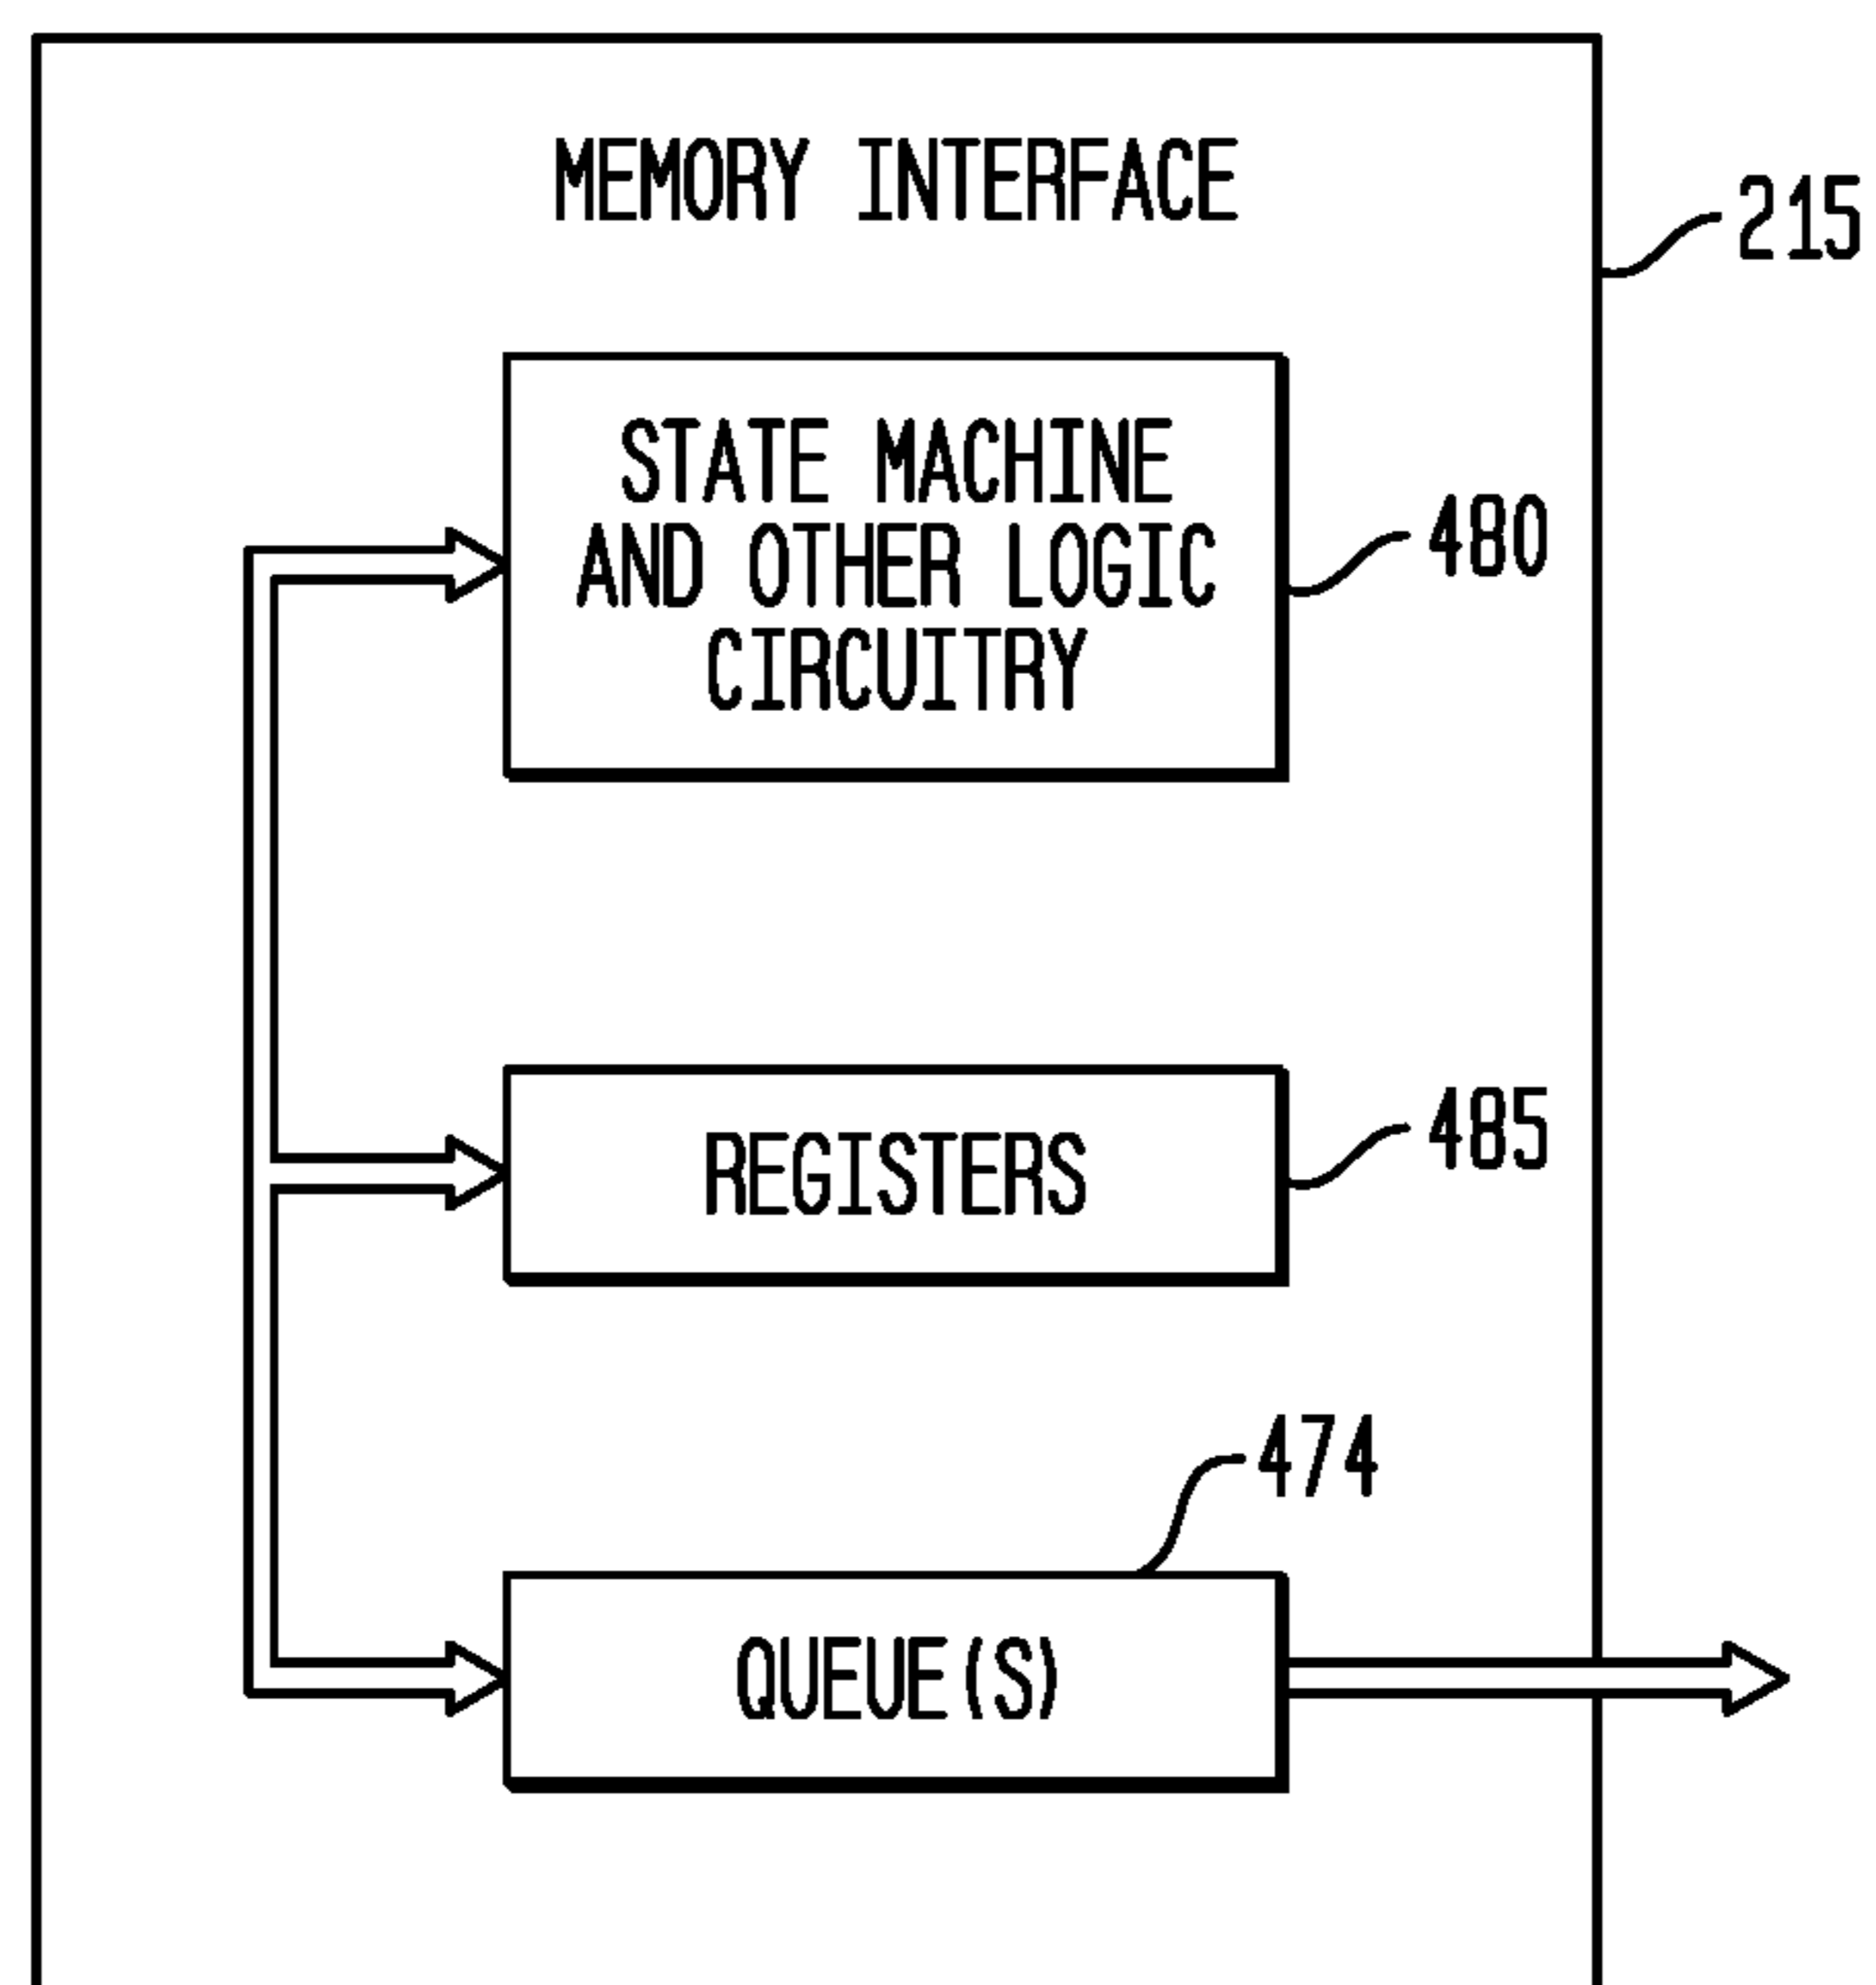 MEMORY INTERFACE
215
STATE MACHINE
AND OTHER LOGIC
CIRCUITRY
480
REGISTERS
485
474
QUEUE(S)